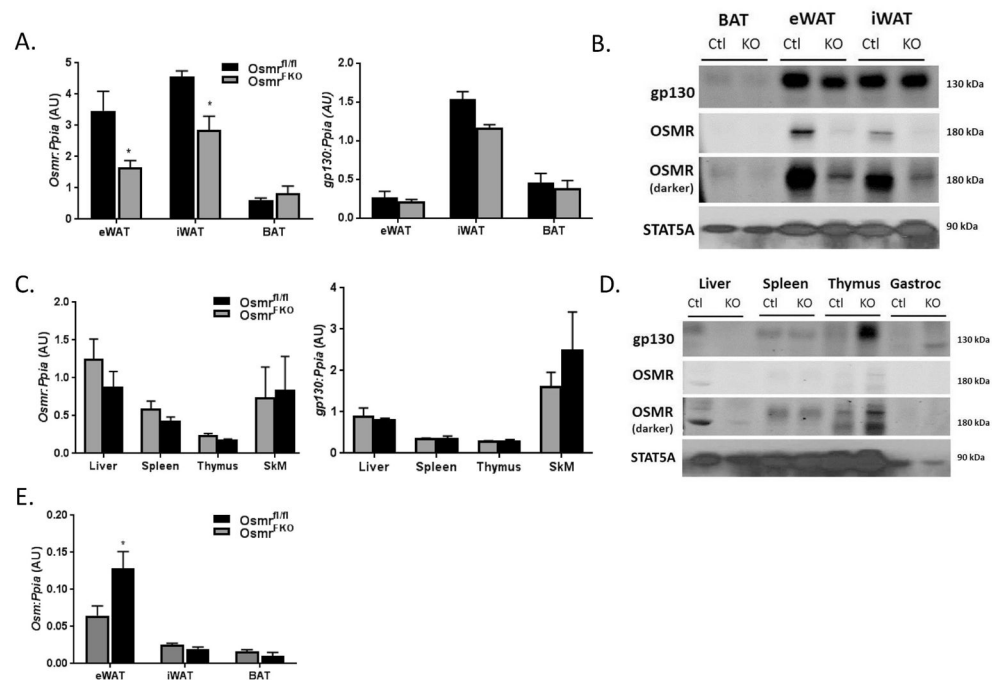 A.
Osmr fl/fl
Osmr FKO
Osmr:Ppia (AU)
5
4
3
2
1
0
*
*
eWAT iWAT BAT
gp130:Ppia (AU)
2.0
1.5
1.0
0.5
0.0
eWAT iWAT BAT
B.
BAT eWAT iWAT
Ctl KO Ctl KO Ctl KO
gp130 130 kDa
OSMR 180 kDa
OSMR
(darker) 180 kDa
STAT5A 90 kDa
C.
Osmr fl/fl
Osmr FKO
Osmr:Ppia (AU)
2.0
1.5
1.0
0.5
0.0
Liver Spleen Thymus SkM
gp130:Ppia (AU)
4
3
2
1
0
Liver Spleen Thymus SkM
D.
Liver Spleen Thymus Gastroc
Ctl KO Ctl KO Ctl KO Ctl KO
gp130 130 kDa
OSMR 180 kDa
OSMR
(darker) 180 kDa
STAT5A 90 kDa
E.
Osmr fl/fl
Osmr FKO
Osm:Ppia (AU)
0.20
0.15
0.10
0.05
0.00
*
eWAT iWAT BAT